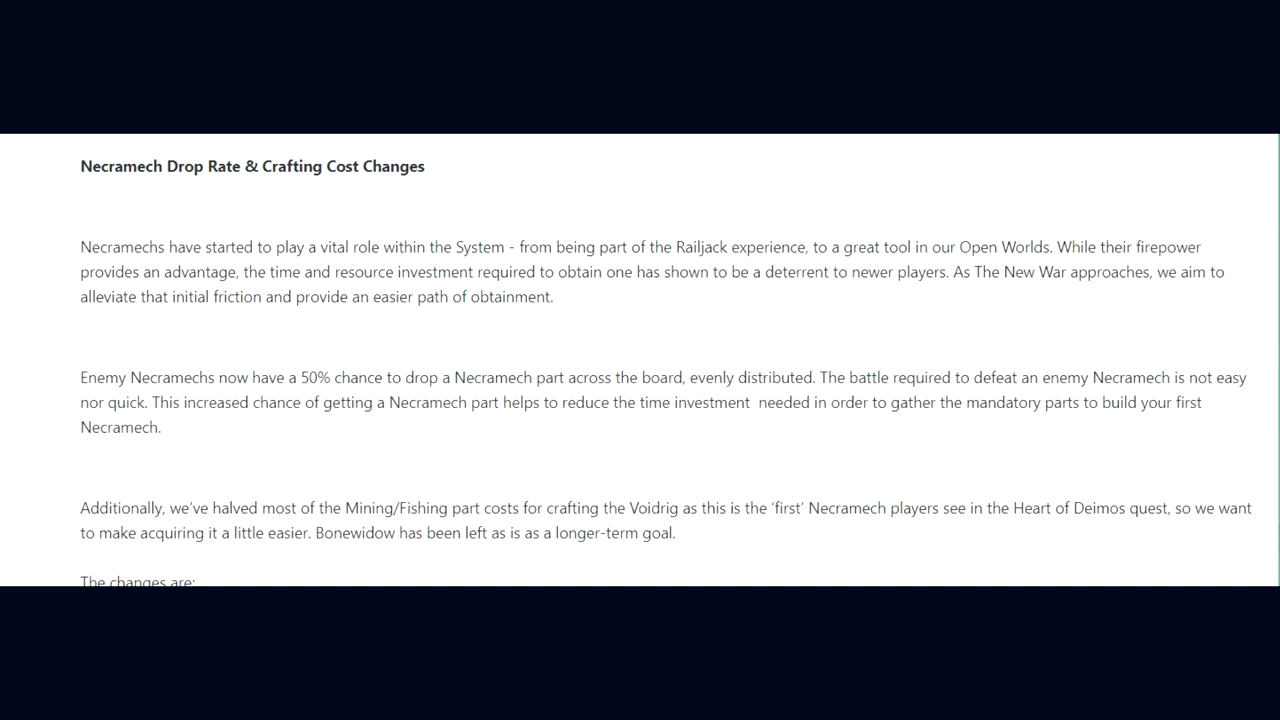 Necramech Drop Rate & Crafting Cost Changes
Necramechs have started to play a vital role within the System - from being part of the Railjack experience, to a great tool in our Open Worlds. While their firepower
provides an advantage, the time and resource investment required to obtain one has shown to be a deterrent to newer players. As The New War approaches, we aim to
alleviate that initial friction and provide an easier path of obtainment.
Enemy Necramechs now have a 50% chance to drop a Necramech part across the board, evenly distributed. The battle required to defeat an enemy Necramech is not easy
nor quick. This increased chance of getting a Necramech part helps to reduce the time investment  needed in order to gather the mandatory parts to build your first
Necramech.
Additionally, we’ve halved most of the Mining/Fishing part costs for crafting the Voidrig as this is the ‘first’ Necramech players see in the Heart of Deimos quest, so we want
to make acquiring it a little easier. Bonewidow has been left as is as a longer-term goal.
The changes are: